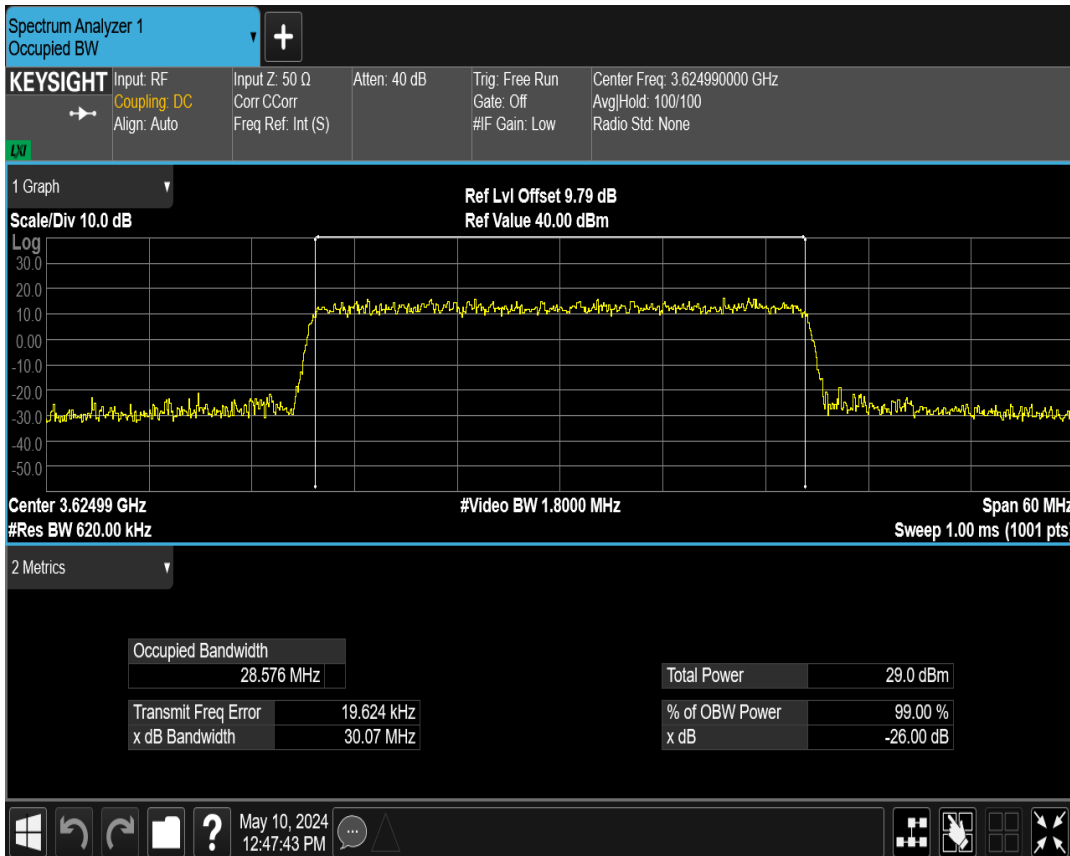 Spectrum Analyzer 1
Occupied BW
+
KEYSIGHT
LXI
Input: RF
Coupling: DC
Align: Auto
Input Z: 50 Ω
Corr CCorr
Freq Ref: Int (S)
Atten: 40 dB
Trig: Free Run
Gate: Off
#IF Gain: Low
Center Freq: 3.624990000 GHz
Avg|Hold: 100/100
Radio Std: None
1 Graph
Scale/Div 10.0 dB
Ref Lvl Offset 9.79 dB
Ref Value 40.00 dBm
Log
30.0
20.0
10.0
0.00
-10.0
-20.0
-30.0
-40.0
-50.0
Center 3.62499 GHz
#Video BW 1.8000 MHz
Span 60 MHz
#Res BW 620.00 kHz
Sweep 1.00 ms (1001 pts)
2 Metrics
Occupied Bandwidth
28.576 MHz
Total Power 29.0 dBm
Transmit Freq Error 19.624 kHz
% of OBW Power 99.00 %
x dB Bandwidth 30.07 MHz
x dB -26.00 dB
?
May 10, 2024
12:47:43 PM